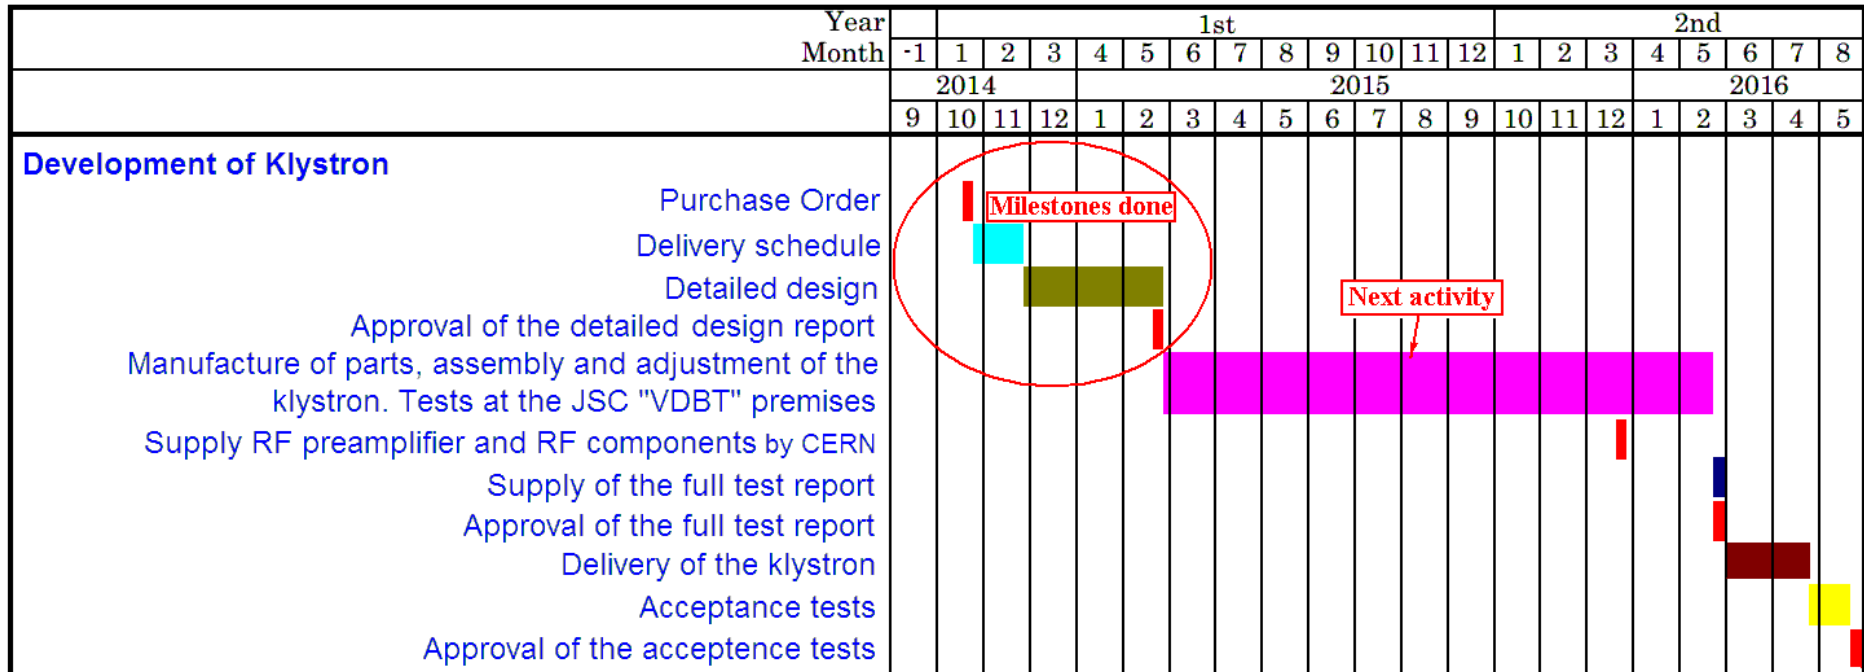 Year 1st 2nd
Month -1 1 2 3 4 5 6 7 8 9 10 11 12 1 2 3 4 5 6 7 8
2014 2015 2016
9 10 11 12 1 2 3 4 5 6 7 8 9 10 11 12 1 2 3 4 5
Development of Klystron
Purchase Order
Milestones done
Delivery schedule
Detailed design
Next activity
Approval of the detailed design report
Manufacture of parts, assembly and adjustment of the
klystron. Tests at the JSC "VDBT" premises
Supply RF preamplifier and RF components by CERN
Supply of the full test report
Approval of the full test report
Delivery of the klystron
Acceptance tests
Approval of the acceptence tests